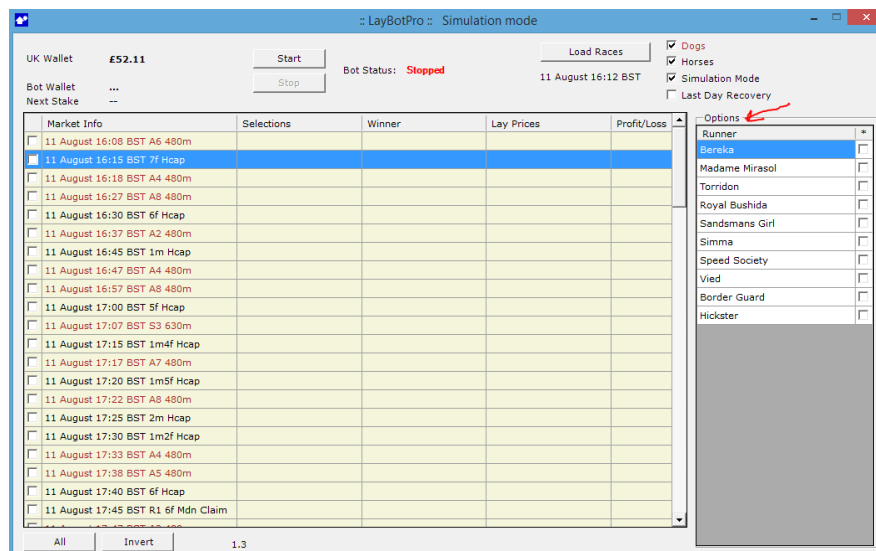 :: LayBotPro :: Simulation mode
UK Wallet £52.11
Start
Load Races
Dogs
Horses
Stop
Bot Status: Stopped
11 August 16:12 BST
Simulation Mode
Bot Wallet ...
Last Day Recovery
Next Stake --
Options
Market Info Selections Winner Lay Prices Profit/Loss
Runner *
11 August 16:08 BST A6 480m
Bereka
11 August 16:15 BST 7f Hcap
Madame Mirasol
11 August 16:18 BST A4 480m
Torridon
11 August 16:27 BST A8 480m
Royal Bushida
11 August 16:30 BST 6f Hcap
Sandsmans Girl
11 August 16:37 BST A2 480m
Simma
11 August 16:45 BST 1m Hcap
Speed Society
11 August 16:47 BST A4 480m
Vied
11 August 16:57 BST A8 480m
Border Guard
11 August 17:00 BST 5f Hcap
Hickster
11 August 17:07 BST S3 630m
11 August 17:15 BST 1m4f Hcap
11 August 17:17 BST A7 480m
11 August 17:20 BST 1m5f Hcap
11 August 17:22 BST A8 480m
11 August 17:25 BST 2m Hcap
11 August 17:30 BST 1m2f Hcap
11 August 17:33 BST A4 480m
11 August 17:38 BST A5 480m
11 August 17:40 BST 6f Hcap
11 August 17:45 BST R1 6f Mdn Claim
All
Invert
1.3